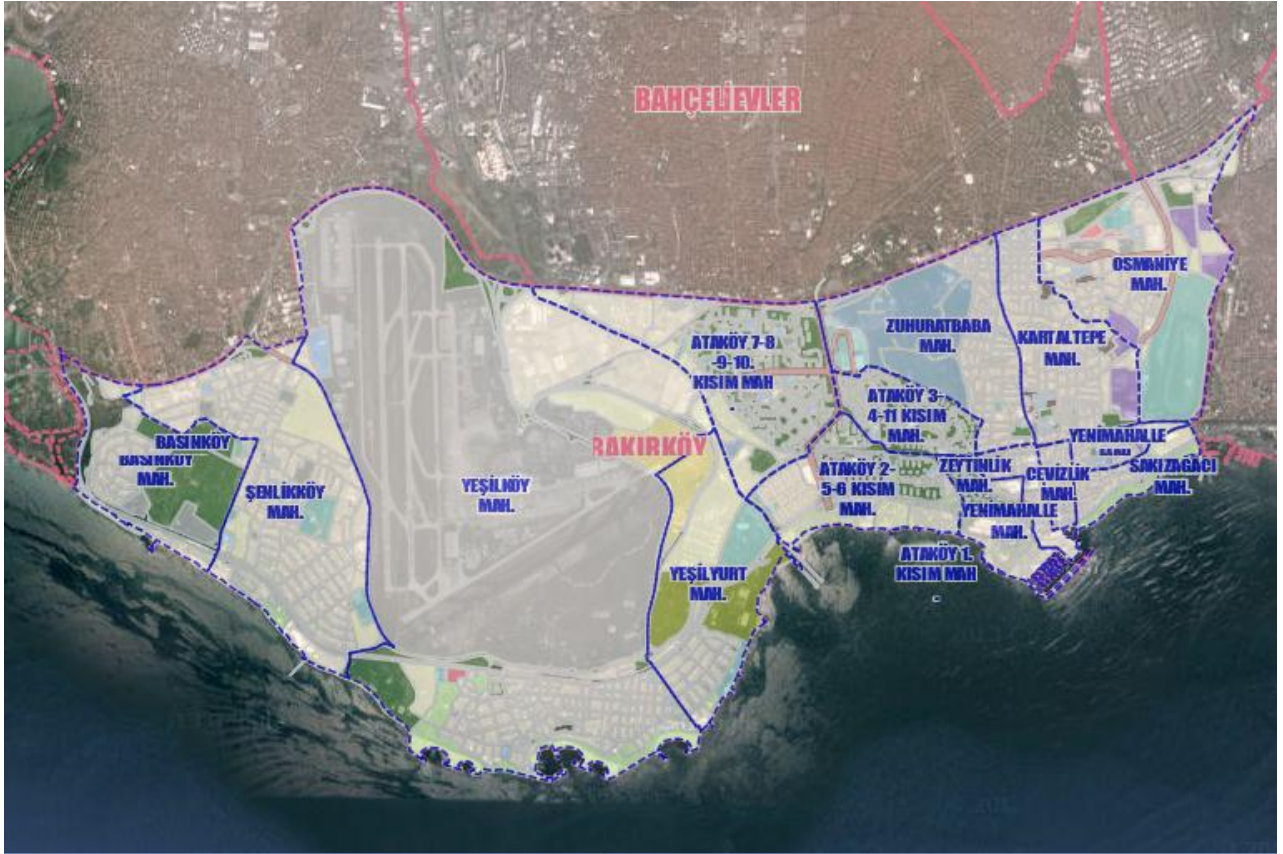 BAHÇELİEVLER
OSMANİYE
MAH.
ZUHURATBABA
MAH.
KARTALTEPE
MAH.
ATAKÖY 7-8
-9-10.
KISIM MAH
ATAKÖY 3-
4-11 KISIM
MAH.
BAKIRKÖY
BASINKÖY
BASINKÖY
MAH.
ŞENLİKKÖY
MAH.
YEŞİLKÖY
MAH.
ATAKÖY 2-
5-6 KISIM
MAH.
ZEYTİNLİK
MAH.
CEVİZLİK
MAH.
YENİMAHALLE
SAKIZAĞACI
MAH.
YENİMAHALLE
MAH.
ATAKÖY 1.
KISIM MAH
YEŞİLYURT
MAH.